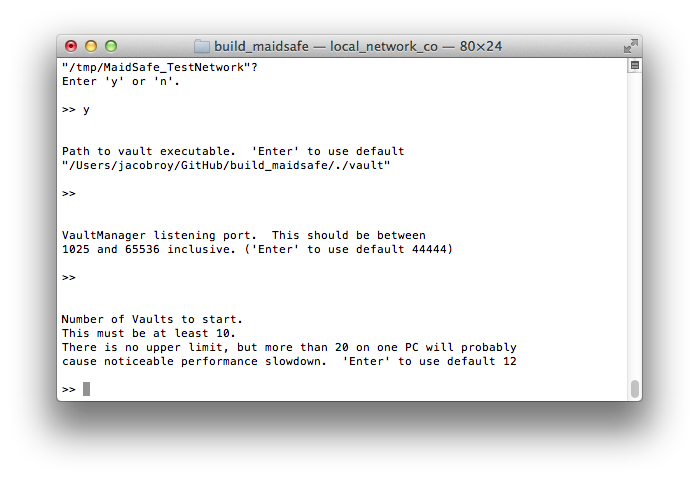 build_maidsafe — local_network_co — 80×24
"/tmp/MaidSafe_TestNetwork"?
Enter 'y' or 'n'.
>> y
Path to vault executable.  'Enter' to use default
"/Users/jacobroy/GitHub/build_maidsafe/./vault"
>>
VaultManager listening port.  This should be between
1025 and 65536 inclusive. ('Enter' to use default 44444)
>>
Number of Vaults to start.
This must be at least 10.
There is no upper limit, but more than 20 on one PC will probably
cause noticeable performance slowdown.  'Enter' to use default 12
>>